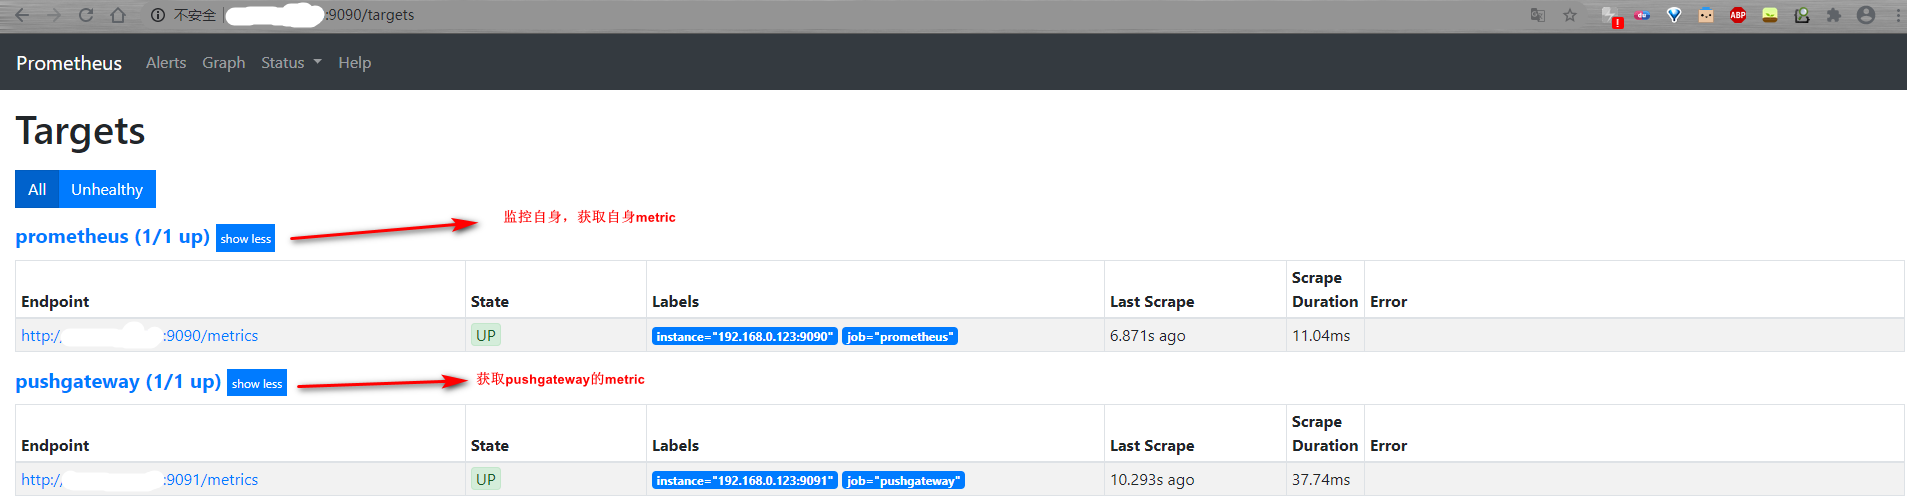 不安全 | :9090/targets
Prometheus Alerts Graph Status Help
Targets
All Unhealthy
监控自身，获取自身metric
prometheus (1/1 up) show less
Endpoint State Labels Last Scrape Scrape Duration Error
http:/ :9090/metrics UP instance="192.168.0.123:9090" job="prometheus" 6.871s ago 11.04ms
获取pushgateway的metric
pushgateway (1/1 up) show less
Endpoint State Labels Last Scrape Scrape Duration Error
http:/ :9091/metrics UP instance="192.168.0.123:9091" job="pushgateway" 10.293s ago 37.74ms